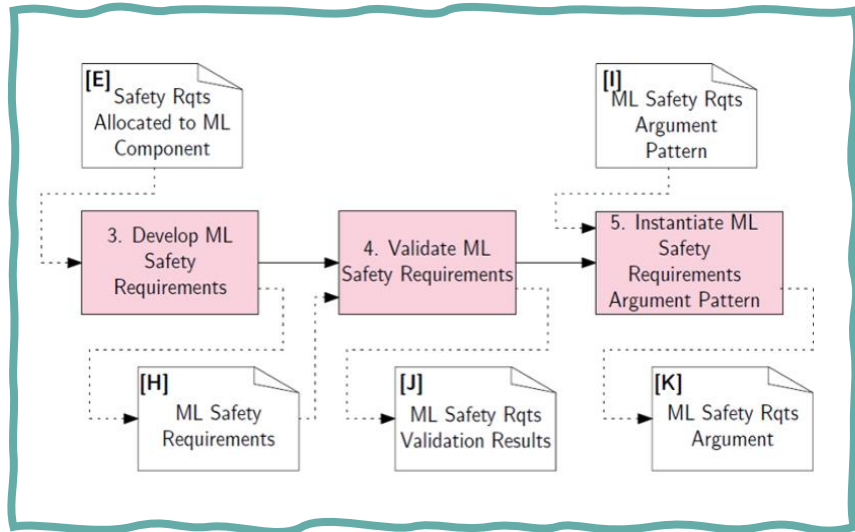 [E]
Safety Rqts
Allocated to ML
Component
[I]
ML Safety Rqts
Argument
Pattern
3. Develop ML
Safety
Requirements
4. Validate ML
Safety Requirements
5. Instantiate ML
Safety
Requirements
Argument Pattern
[H]
ML Safety
Requirements
[J]
ML Safety Rqts
Validation Results
[K]
ML Safety Rqts
Argument